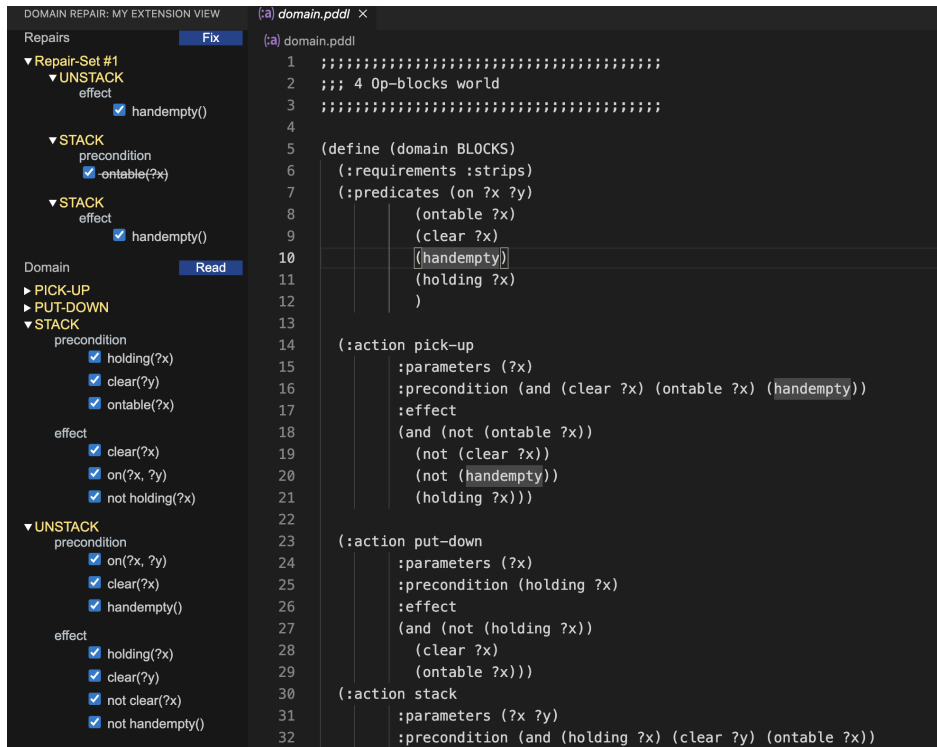 DOMAIN REPAIR: MY EXTENSION VIEW
Repairs Fix
▾Repair-Set #1
▾UNSTACK
effect
handempty()
▾STACK
precondition
ontable(?x)
▾STACK
effect
handempty()
Domain Read
▸PICK-UP
▸PUT-DOWN
▾STACK
precondition
holding(?x)
clear(?y)
ontable(?x)
effect
clear(?x)
on(?x, ?y)
not holding(?x)
▾UNSTACK
precondition
on(?x, ?y)
clear(?x)
handempty()
effect
holding(?x)
clear(?y)
not clear(?x)
not handempty()
(:a) domain.pddl ×
(:a) domain.pddl
1 ;;;;;;;;;;;;;;;;;;;;;;;;;;;;;;;;;;;;;;;;
2 ;;; 4 Op-blocks world
3 ;;;;;;;;;;;;;;;;;;;;;;;;;;;;;;;;;;;;;;;;
4
5 (define (domain BLOCKS)
6 (:requirements :strips)
7 (:predicates (on ?x ?y)
8 (ontable ?x)
9 (clear ?x)
10 (handempty)
11 (holding ?x)
12 )
13
14 (:action pick-up
15 :parameters (?x)
16 :precondition (and (clear ?x) (ontable ?x) (handempty))
17 :effect
18 (and (not (ontable ?x))
19 (not (clear ?x))
20 (not (handempty))
21 (holding ?x)))
22
23 (:action put-down
24 :parameters (?x)
25 :precondition (holding ?x)
26 :effect
27 (and (not (holding ?x))
28 (clear ?x)
29 (ontable ?x)))
30 (:action stack
31 :parameters (?x ?y)
32 :precondition (and (holding ?x) (clear ?y) (ontable ?x))